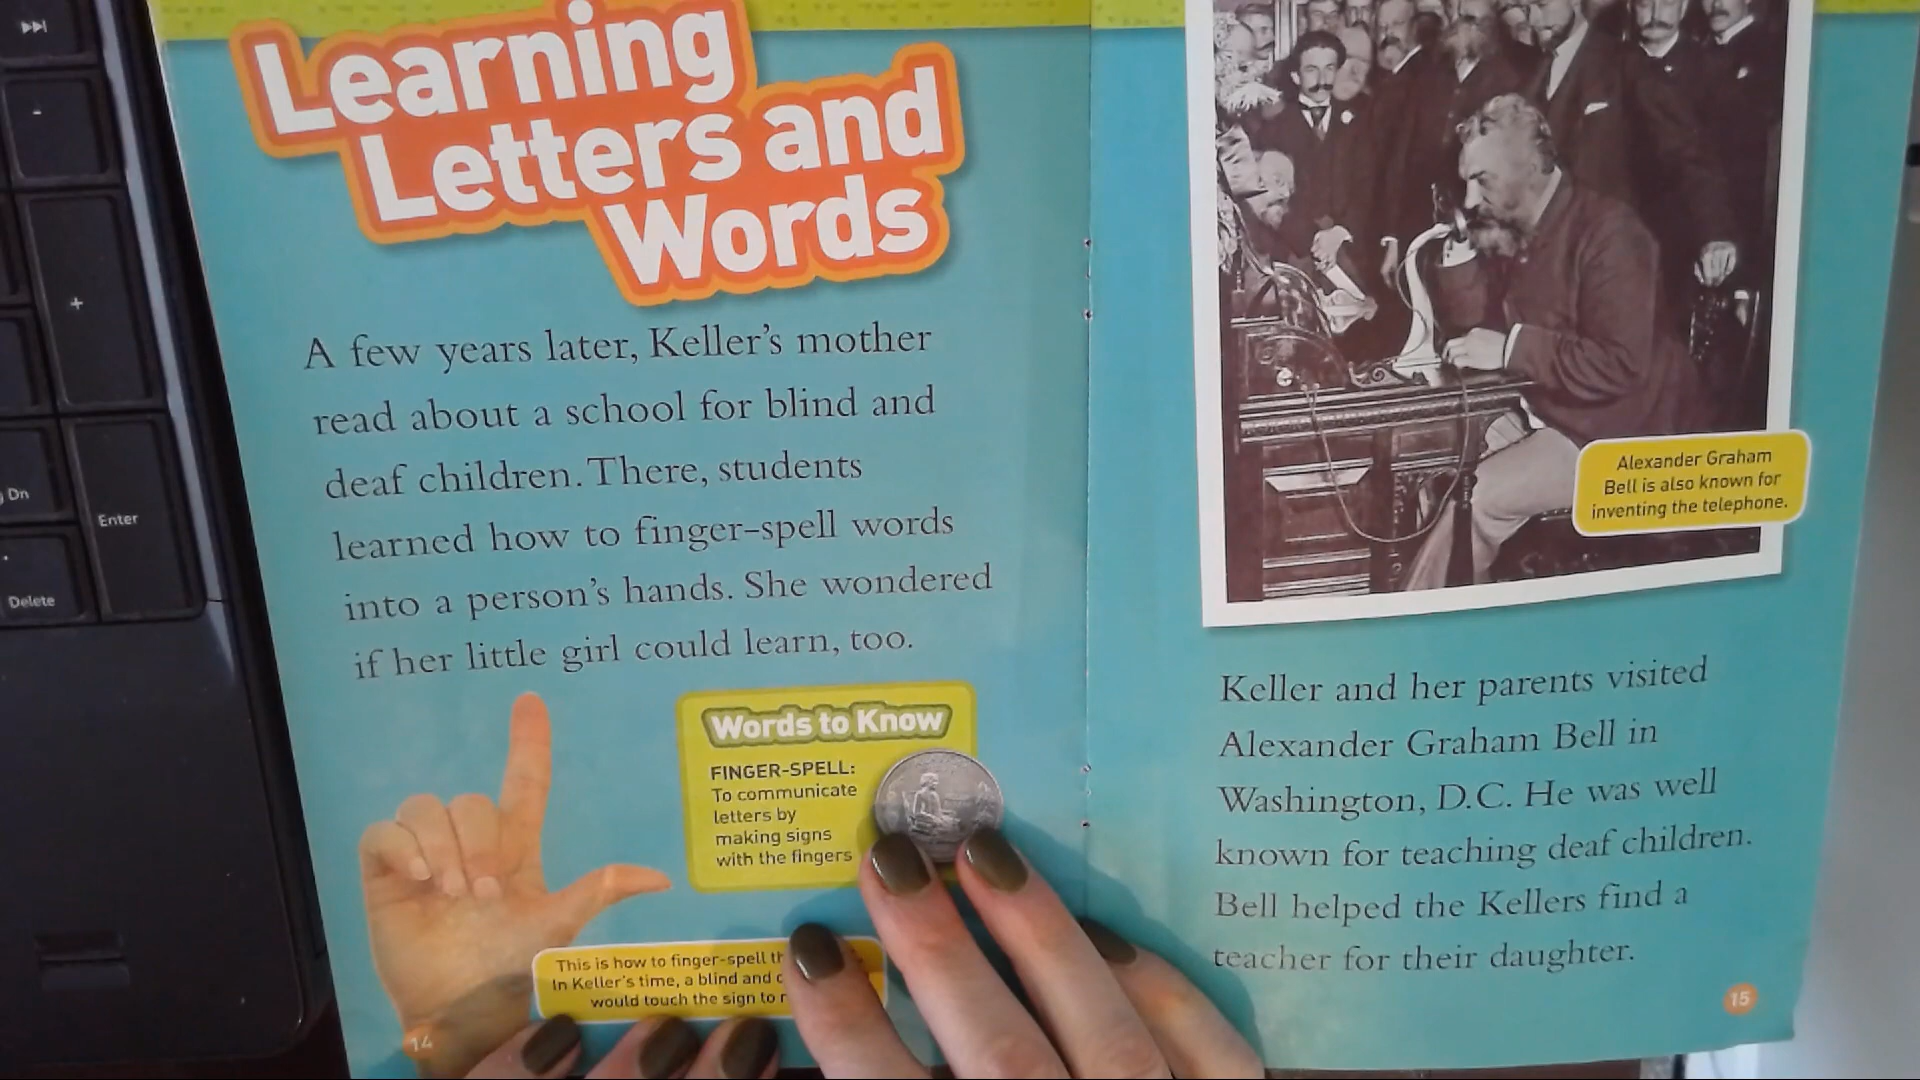 Learning
Letters and
Words
A few years later, Keller's mother
read about a school for blind and
deaf children. There, students
learned how to finger-spell words
into a person's hands. She wondered
if her little girl could learn, too.
Words to Know
FINGER-SPELL:
To communicate
letters by
making signs
with the fingers
This is how to finger-spell
In Keller's time, a blind and
would touch the sign to
14
Alexander Graham
Bell is also known for
inventing the telephone.
Keller and her parents visited
Alexander Graham Bell in
Washington, D.C. He was well
known for teaching deaf children.
Bell helped the Kellers find a
teacher for their daughter.
15
-
+
Dn
Enter
Delete